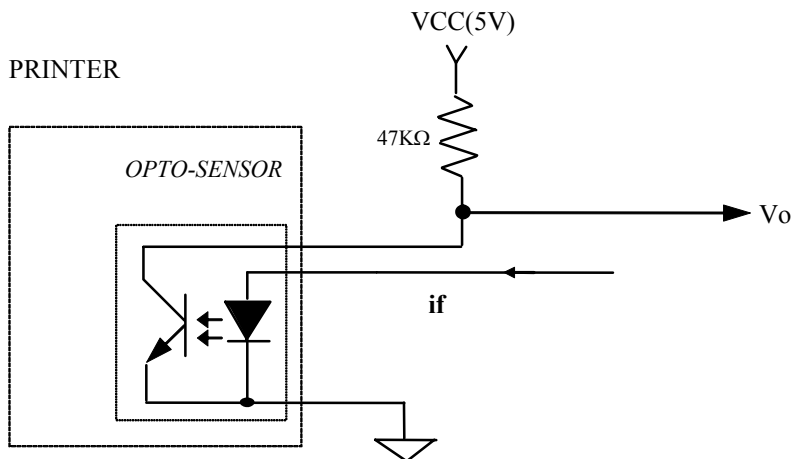 VCC(5V)
PRINTER
47KΩ
OPTO-SENSOR
Vo
if